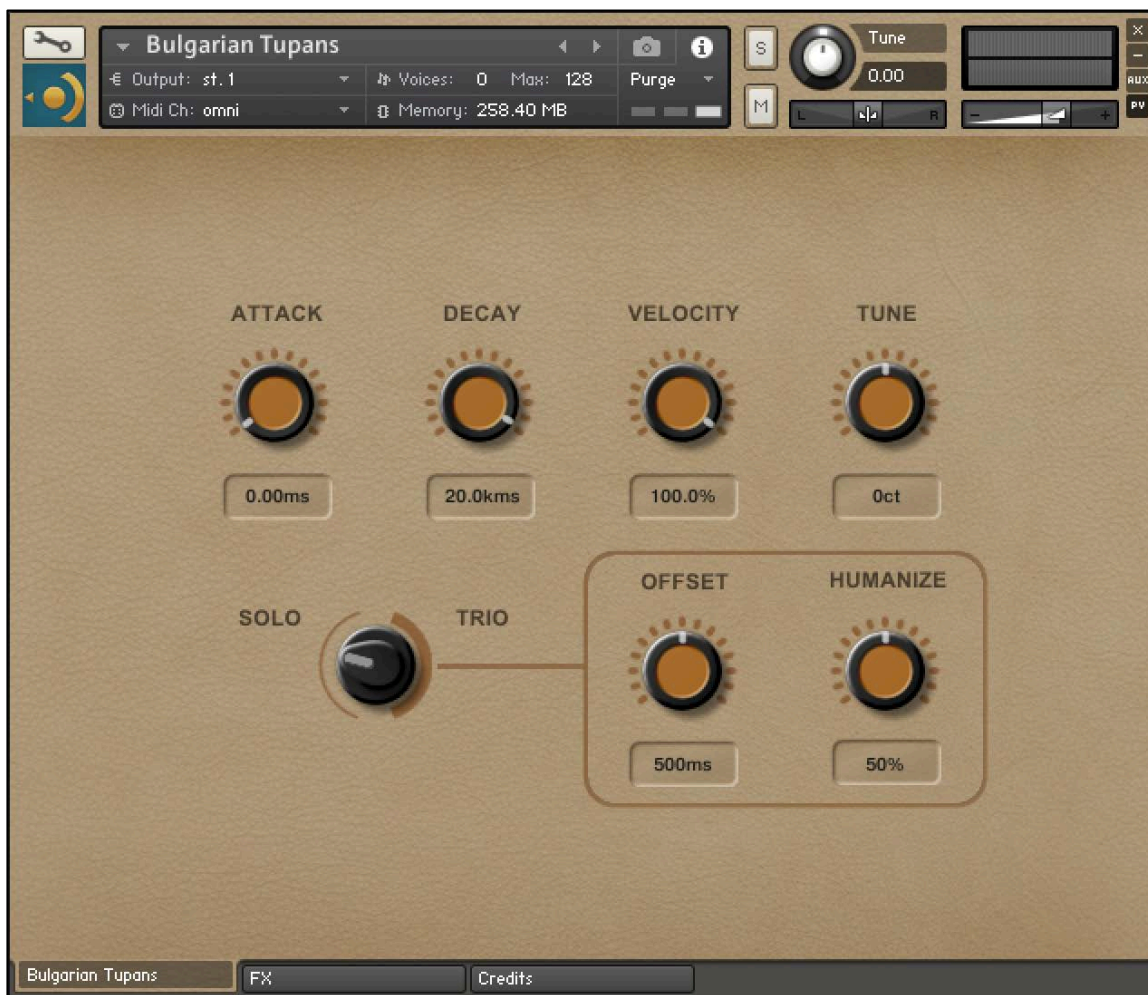 Bulgarian Tupans
Output: st. 1
Voices: 0 Max: 128
Purge
Midi Ch: omni
Memory: 258.40 MB
S
M
Tune
0.00
L R
- +
×
–
AUX
PV
ATTACK DECAY VELOCITY TUNE
0.00ms 20.0kms 100.0% 0ct
SOLO TRIO
OFFSET HUMANIZE
500ms 50%
Bulgarian Tupans FX Credits